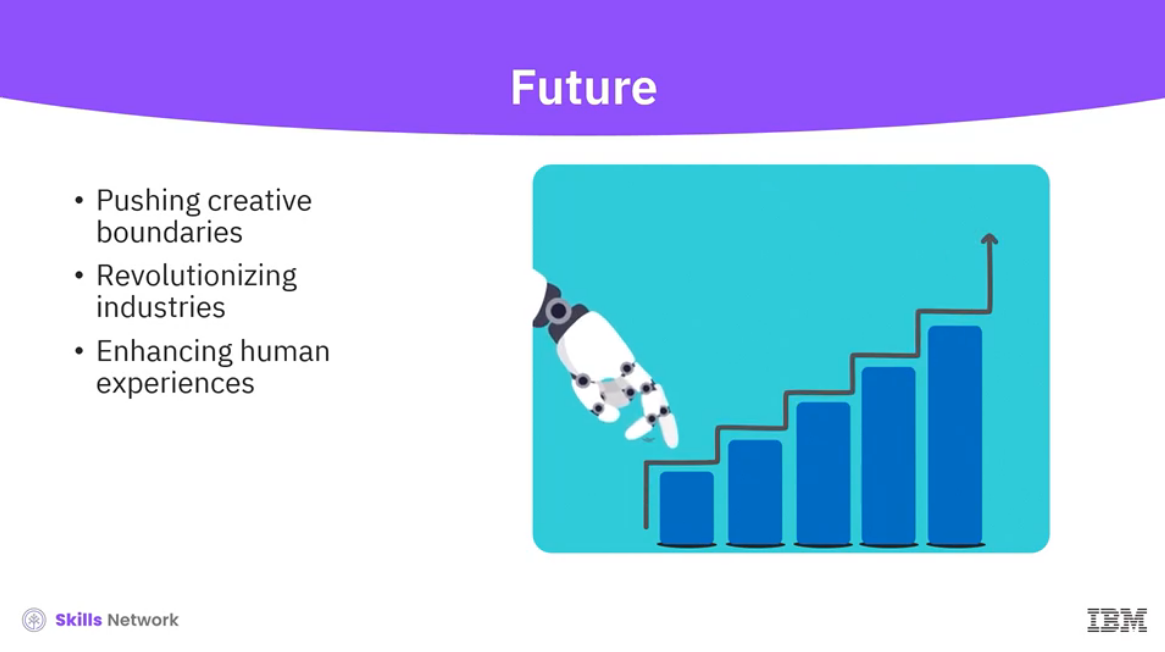 Future
• Pushing creative
boundaries
• Revolutionizing
industries
• Enhancing human
experiences
Skills Network
IBM